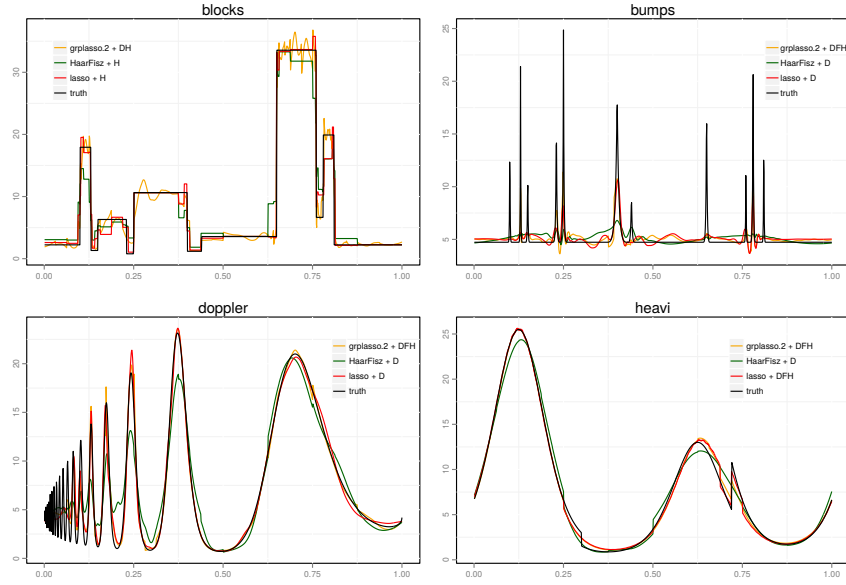 blocks
grplasso.2 + DH
HaarFisz + H
lasso + H
truth
0
10
20
30
0.00
0.25
0.50
0.75
1.00
bumps
grplasso.2 + DFH
HaarFisz + D
lasso + D
truth
5
10
15
20
25
0.00
0.25
0.50
0.75
1.00
doppler
grplasso.2 + DFH
HaarFisz + D
lasso + D
truth
0
5
10
15
20
0.00
0.25
0.50
0.75
1.00
heavi
grplasso.2 + DFH
HaarFisz + D
lasso + DFH
truth
0
5
10
15
20
25
0.00
0.25
0.50
0.75
1.00